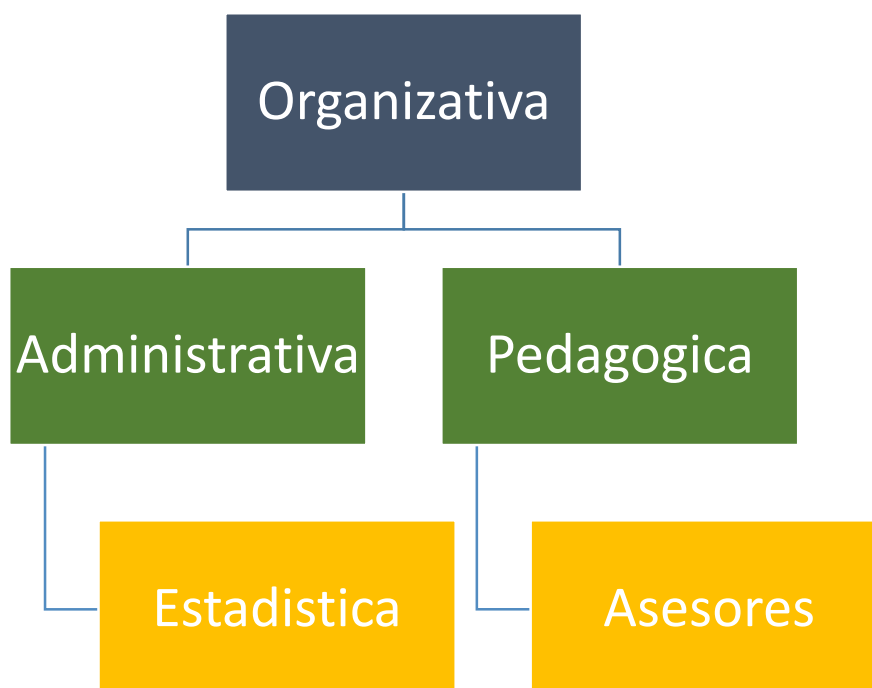 Organizativa
Administrativa
Pedagogica
Estadistica
Asesores